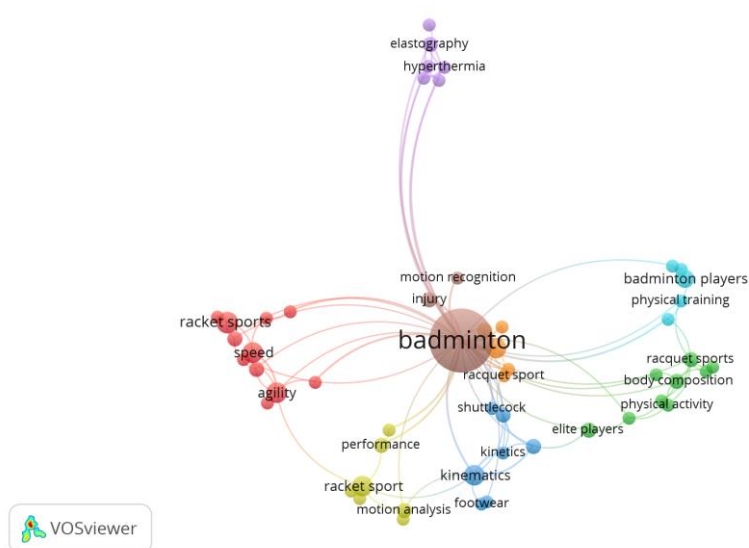 elastography
hyperthermia
motion recognition
injury
badminton players
physical training
racket sports
speed
badminton
racquet sports
agility
racquet sport
body composition
shuttlecock
physical activity
elite players
performance
kinetics
kinematics
racket sport
footwear
motion analysis
VOSviewer